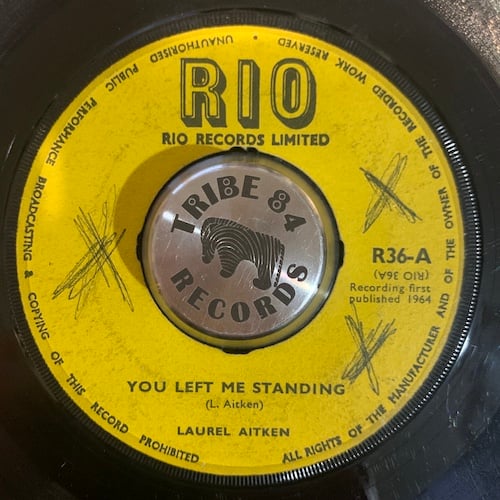 RIO
RIO RECORDS LIMITED
TRIBE 84
RECORDS
R36-A
(RIO 36A)
Recording first
published 1964
YOU LEFT ME STANDING
(L. Aitken)
LAUREL AITKEN
ALL RIGHTS OF THE MANUFACTURER AND OF THE OWNER OF THE RECORDED WORK RESERVED
UNAUTHORISED PUBLIC PERFORMANCE BROADCASTING & COPYING OF THIS RECORD PROHIBITED